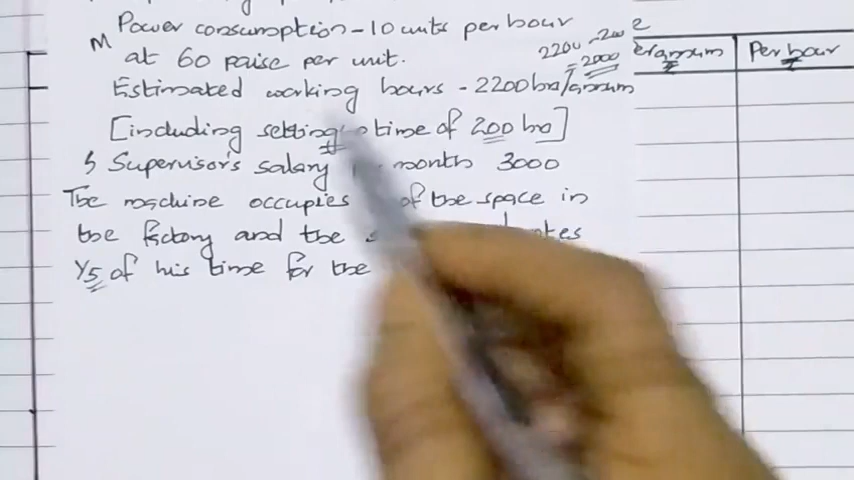 Power consumption - 10 units per hour
M at 60 paise per unit.
2200 - 200
= 2000
Estimated working hours - 2200 hrs/annum
[including setting time of 200 hrs]
S Supervisor's salary month 3000
The machine occupies of the space in
the factory and the
1/5 of his time for the
Per hour